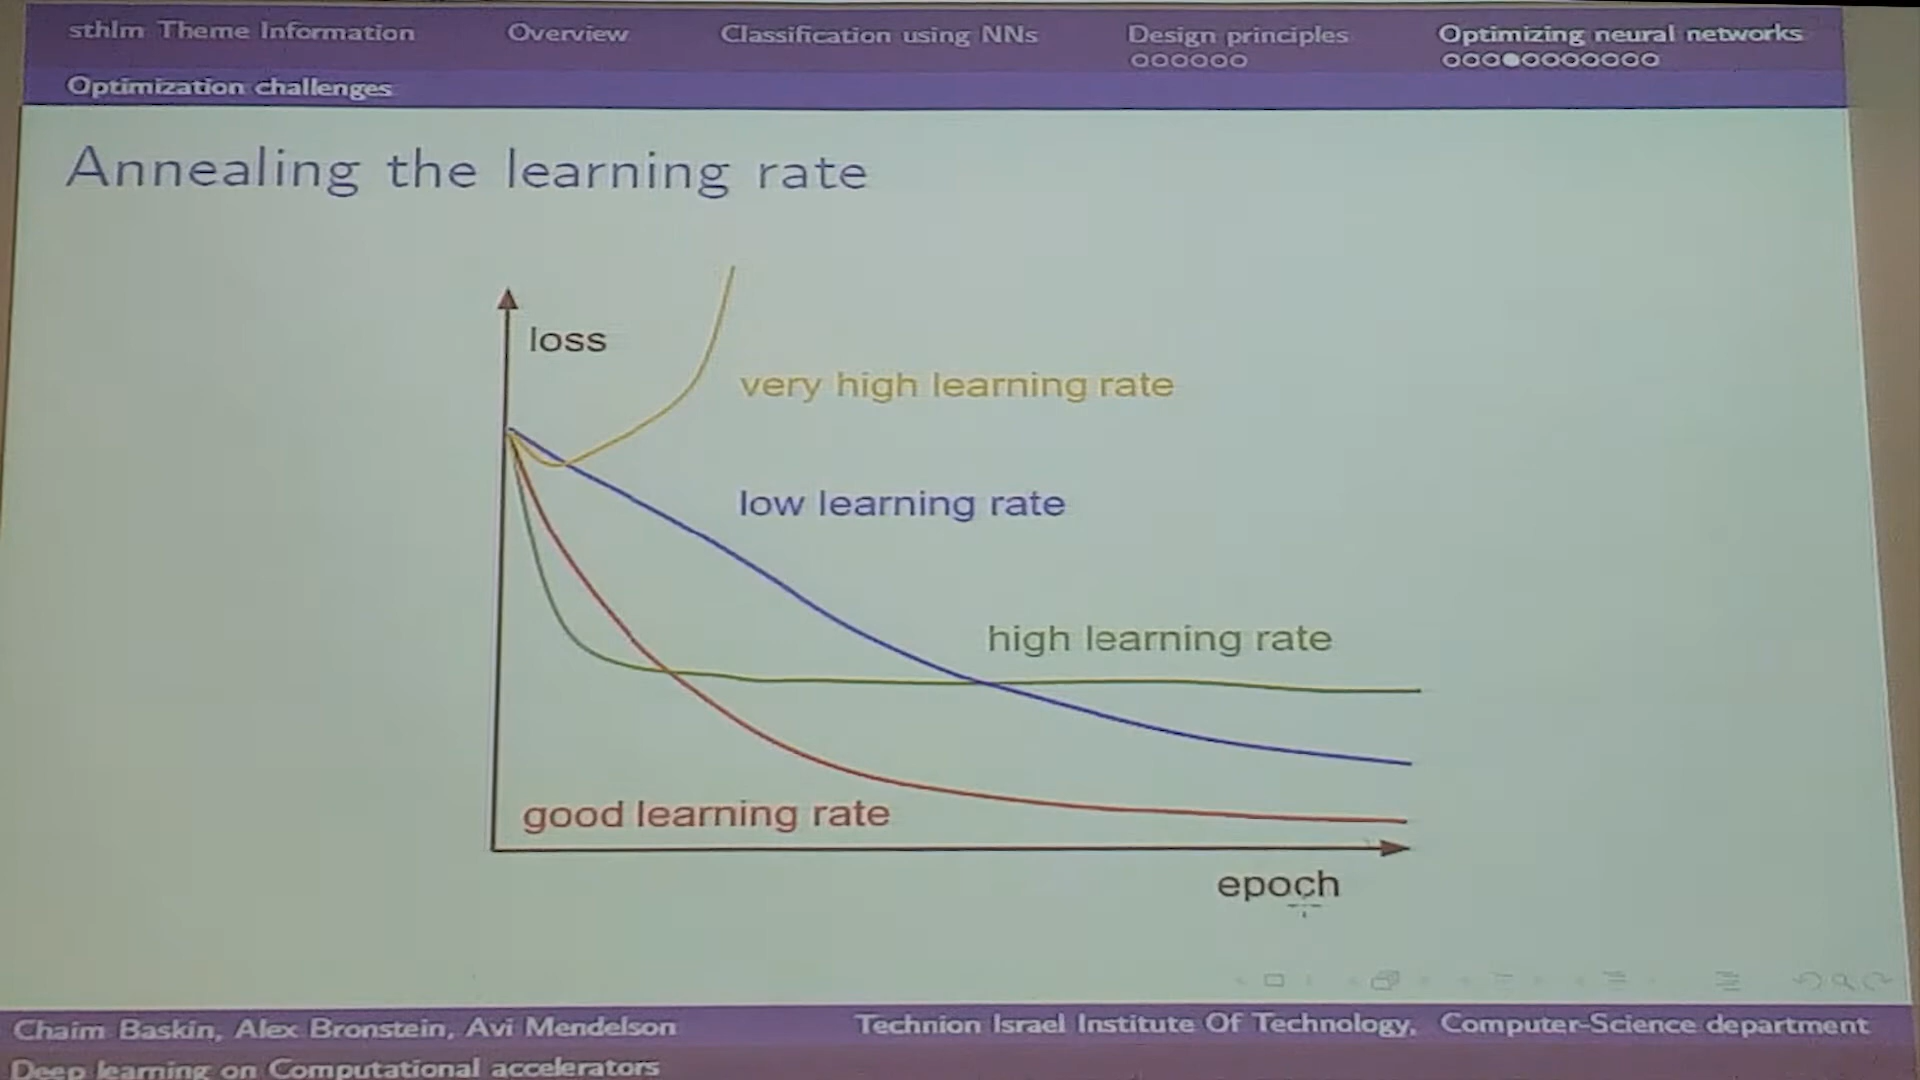 sthlm Theme Information Overview Classification using NNs Design principles Optimizing neural networks
Optimization challenges
Annealing the learning rate
loss
very high learning rate
low learning rate
high learning rate
good learning rate
epoch
Chaim Baskin, Alex Bronstein, Avi Mendelson Technion Israel Institute Of Technology, Computer-Science department
Deep learning on Computational accelerators